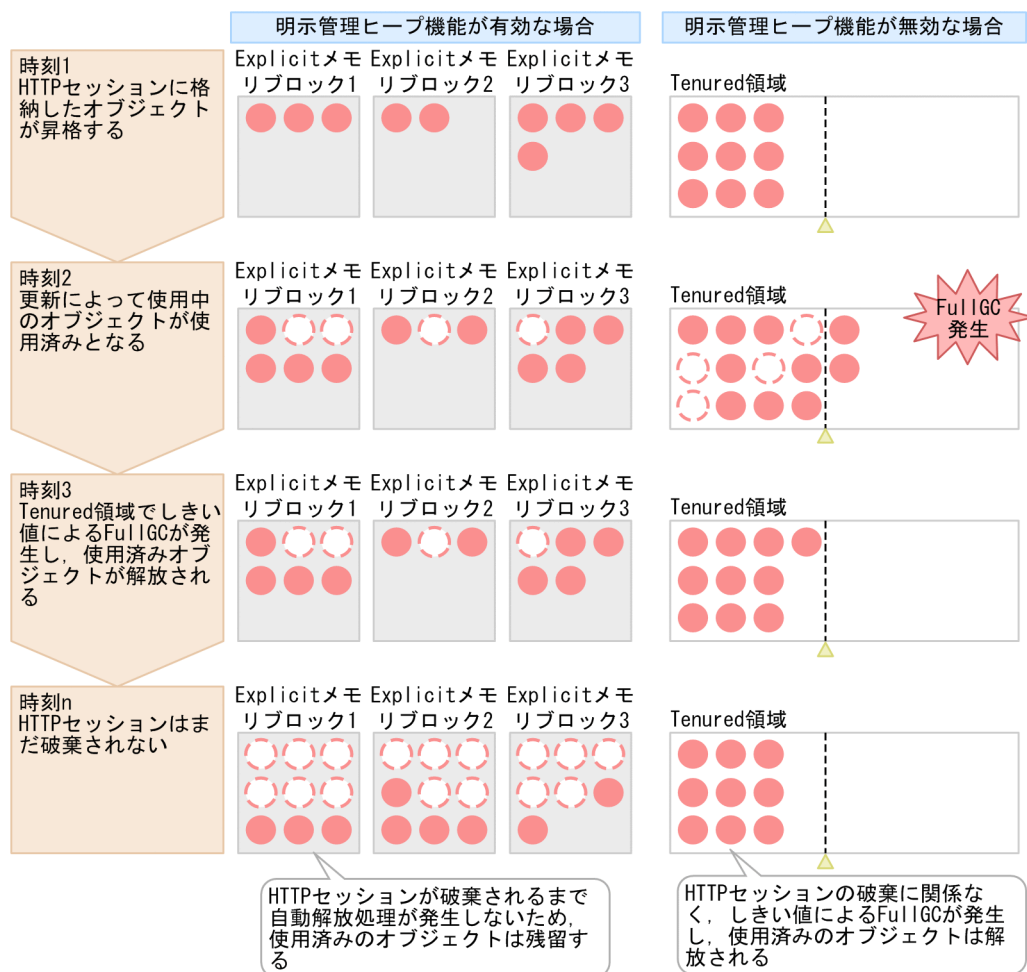 明示管理ヒープ機能が有効な場合
明示管理ヒープ機能が無効な場合
時刻1
HTTPセッションに格
納したオブジェクト
が昇格する
Explicitメモ
リブロック1
Explicitメモ
リブロック2
Explicitメモ
リブロック3
Tenured領域
時刻2
更新によって使用中
のオブジェクトが使
用済みとなる
Explicitメモ
リブロック1
Explicitメモ
リブロック2
Explicitメモ
リブロック3
Tenured領域
FullGC
発生
時刻3
Tenured領域でしきい
値によるFullGCが発
生し，使用済みオブ
ジェクトが解放され
る
Explicitメモ
リブロック1
Explicitメモ
リブロック2
Explicitメモ
リブロック3
Tenured領域
時刻n
HTTPセッションはま
だ破棄されない
Explicitメモ
リブロック1
Explicitメモ
リブロック2
Explicitメモ
リブロック3
Tenured領域
HTTPセッションが破棄されるまで
自動解放処理が発生しないため，
使用済みのオブジェクトは残留す
る
HTTPセッションの破棄に関係な
く，しきい値によるFullGCが発生
し，使用済みのオブジェクトは解
放される